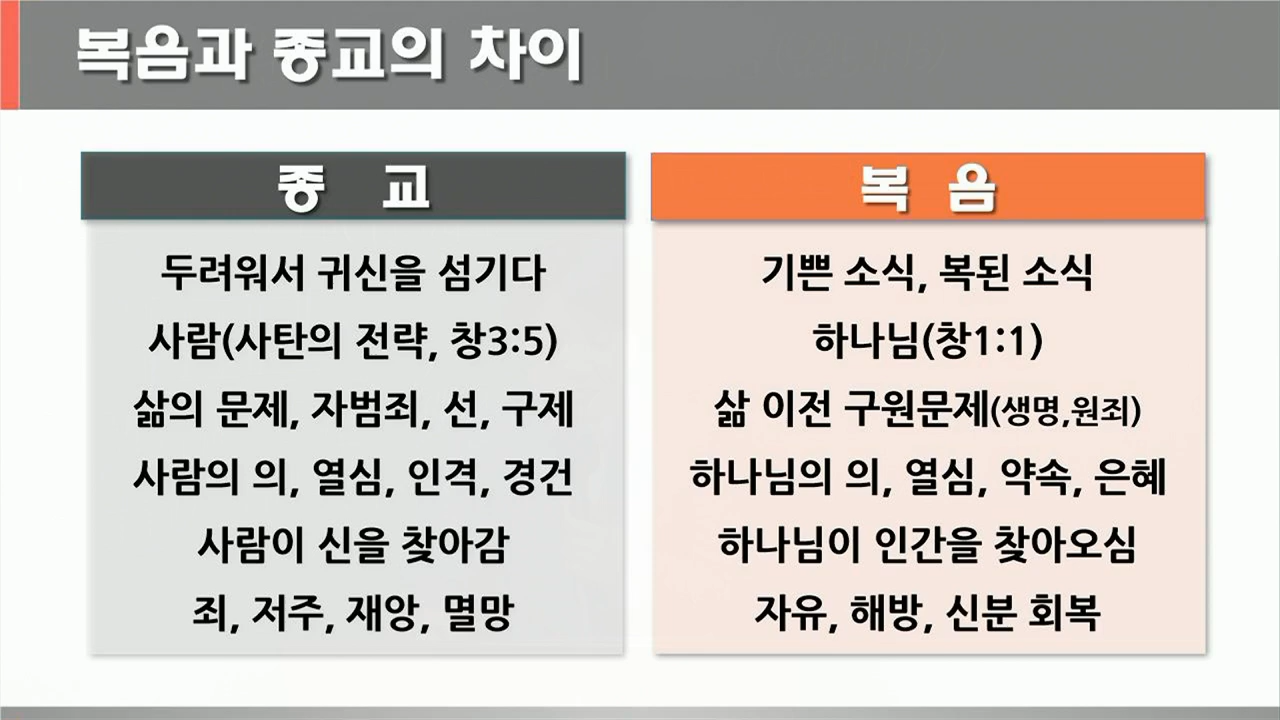 복음과 종교의 차이
종 교
두려워서 귀신을 섬기다
사람(사탄의 전략, 창3:5)
삶의 문제, 자범죄, 선, 구제
사람의 의, 열심, 인격, 경건
사람이 신을 찾아감
죄, 저주, 재앙, 멸망
복 음
기쁜 소식, 복된 소식
하나님(창1:1)
삶 이전 구원문제(생명,원죄)
하나님의 의, 열심, 약속, 은혜
하나님이 인간을 찾아오심
자유, 해방, 신분 회복